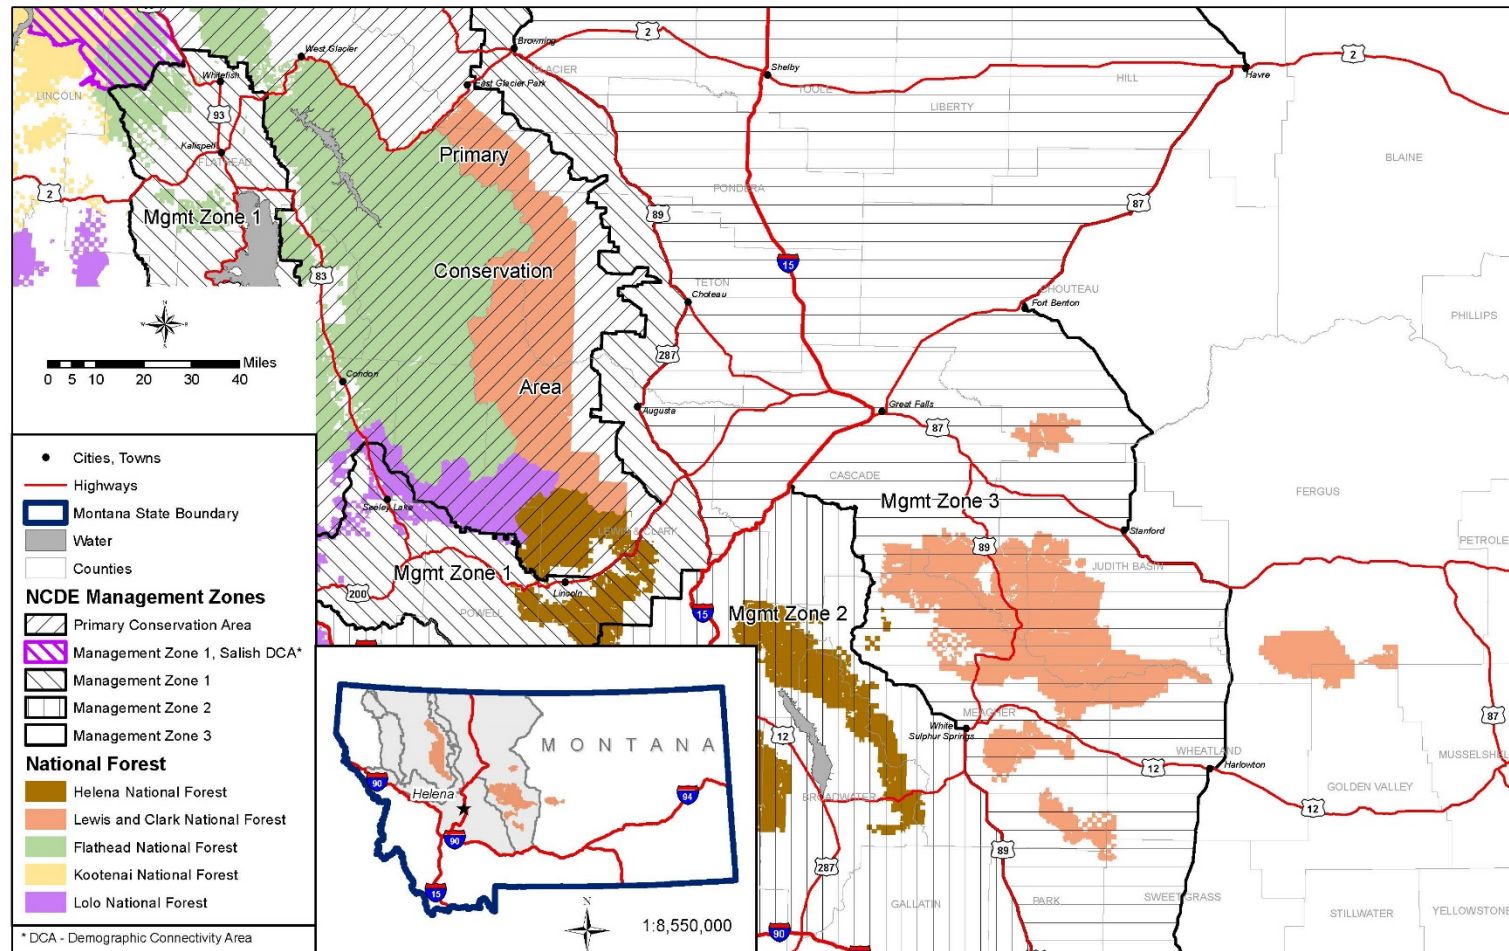 West Glacier
Browning
2
Shelby
GLACIER
TOOLE
HILL
Havre
2
Whitefish
East Glacier Park
LINCOLN
LIBERTY
93
Kalispell
FLATHEAD
Primary
BLAINE
2
PONDERA
87
Mgmt Zone 1
89
83
Conservation
15
TETON
Choteau
CHOUTEAU
Fort Benton
PHILLIPS
N
W
E
S
Miles
0 5 10 20 30 40
287
Condon
Area
Augusta
Great Falls
87
Cities, Towns
Highways
Montana State Boundary
Water
Counties
NCDE Management Zones
Primary Conservation Area
Management Zone 1, Salish DCA*
Management Zone 1
Management Zone 2
Management Zone 3
National Forest
Helena National Forest
Lewis and Clark National Forest
Flathead National Forest
Kootenai National Forest
Lolo National Forest
* DCA - Demographic Connectivity Area
CASCADE
Seeley Lake
Mgmt Zone 3
FERGUS
LEWIS & CLARK
Stanford
PETROLE
89
JUDITH BASIN
Mgmt Zone 1
200
Lincoln
POWELL
15
Mgmt Zone 2
MEAGHER
White
Sulphur Springs
12
87
WHEATLAND
Harlowton
MUSSELSHEL
12
GOLDEN VALLEY
BROADWATER
12
89
287
GALLATIN
PARK
SWEET GRASS
STILLWATER
YELLOWSTONE
90
MONTANA
90
Helena
94
90
15
N
1:8,550,000